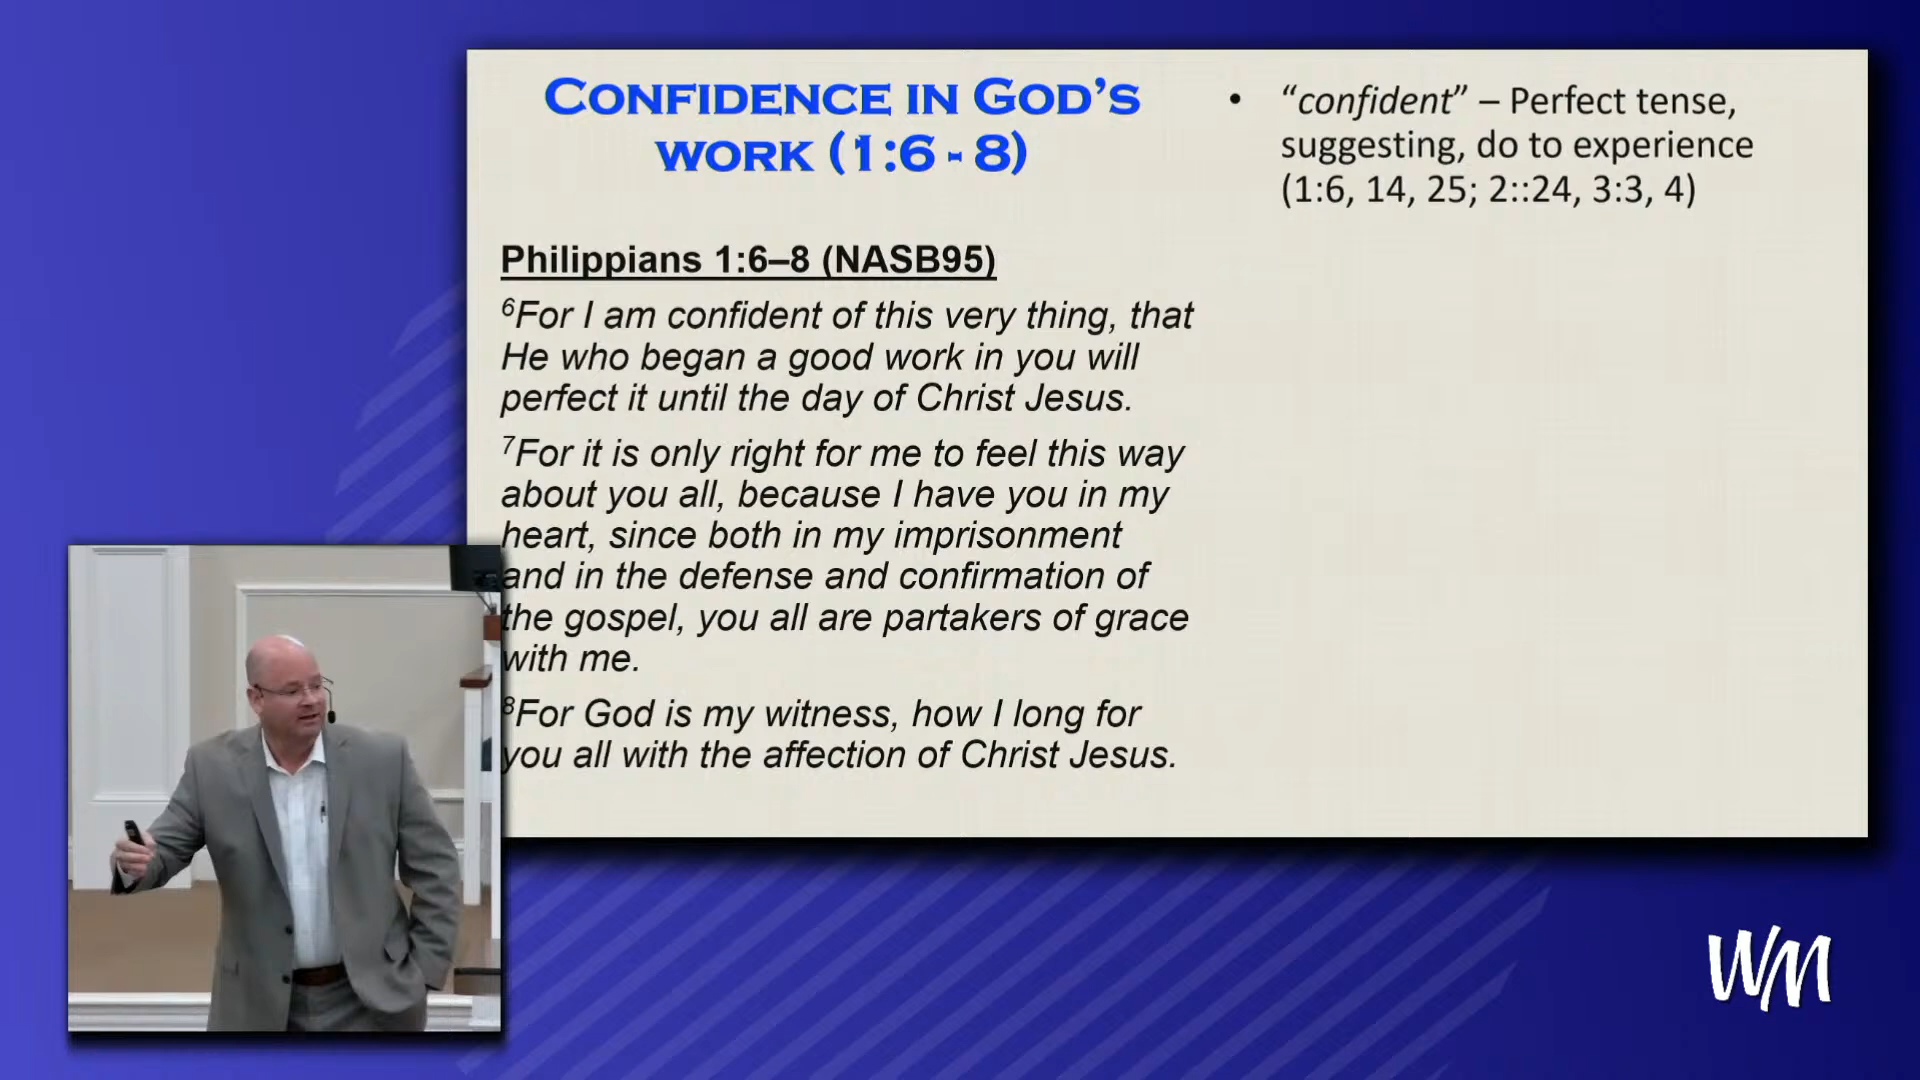 CONFIDENCE IN GOD'S
WORK (1:6 - 8)
Philippians 1:6–8 (NASB95)
6For I am confident of this very thing, that
He who began a good work in you will
perfect it until the day of Christ Jesus.
7For it is only right for me to feel this way
about you all, because I have you in my
heart, since both in my imprisonment
and in the defense and confirmation of
the gospel, you all are partakers of grace
with me.
8For God is my witness, how I long for
you all with the affection of Christ Jesus.
• “confident” – Perfect tense,
suggesting, do to experience
(1:6, 14, 25; 2::24, 3:3, 4)
WM